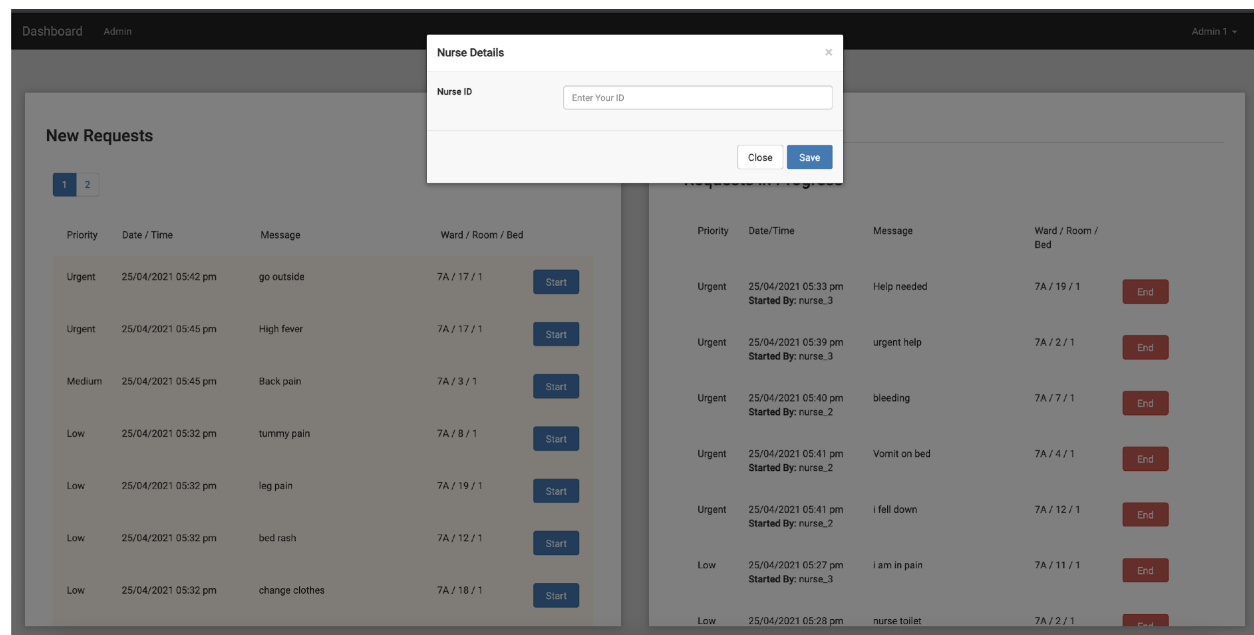 Dashboard Admin Admin 1
Nurse Details ×
Nurse ID Enter Your ID
Close Save
New Requests
1 2
Priority Date / Time Message Ward / Room / Bed
Urgent 25/04/2021 05:42 pm go outside 7A / 17 / 1 Start
Urgent 25/04/2021 05:45 pm High fever 7A / 17 / 1 Start
Medium 25/04/2021 05:45 pm Back pain 7A / 3 / 1 Start
Low 25/04/2021 05:32 pm tummy pain 7A / 8 / 1 Start
Low 25/04/2021 05:32 pm leg pain 7A / 19 / 1 Start
Low 25/04/2021 05:32 pm bed rash 7A / 12 / 1 Start
Low 25/04/2021 05:32 pm change clothes 7A / 18 / 1 Start
Requests In Progress
Priority Date/Time Message Ward / Room /
Bed
Urgent 25/04/2021 05:33 pm Help needed 7A / 19 / 1 End
Started By: nurse_3
Urgent 25/04/2021 05:39 pm urgent help 7A / 2 / 1 End
Started By: nurse_3
Urgent 25/04/2021 05:40 pm bleeding 7A / 7 / 1 End
Started By: nurse_2
Urgent 25/04/2021 05:41 pm Vomit on bed 7A / 4 / 1 End
Started By: nurse_2
Urgent 25/04/2021 05:41 pm i fell down 7A / 12 / 1 End
Started By: nurse_2
Low 25/04/2021 05:27 pm i am in pain 7A / 11 / 1 End
Started By: nurse_3
Low 25/04/2021 05:28 pm nurse toilet 7A / 2 / 1 End